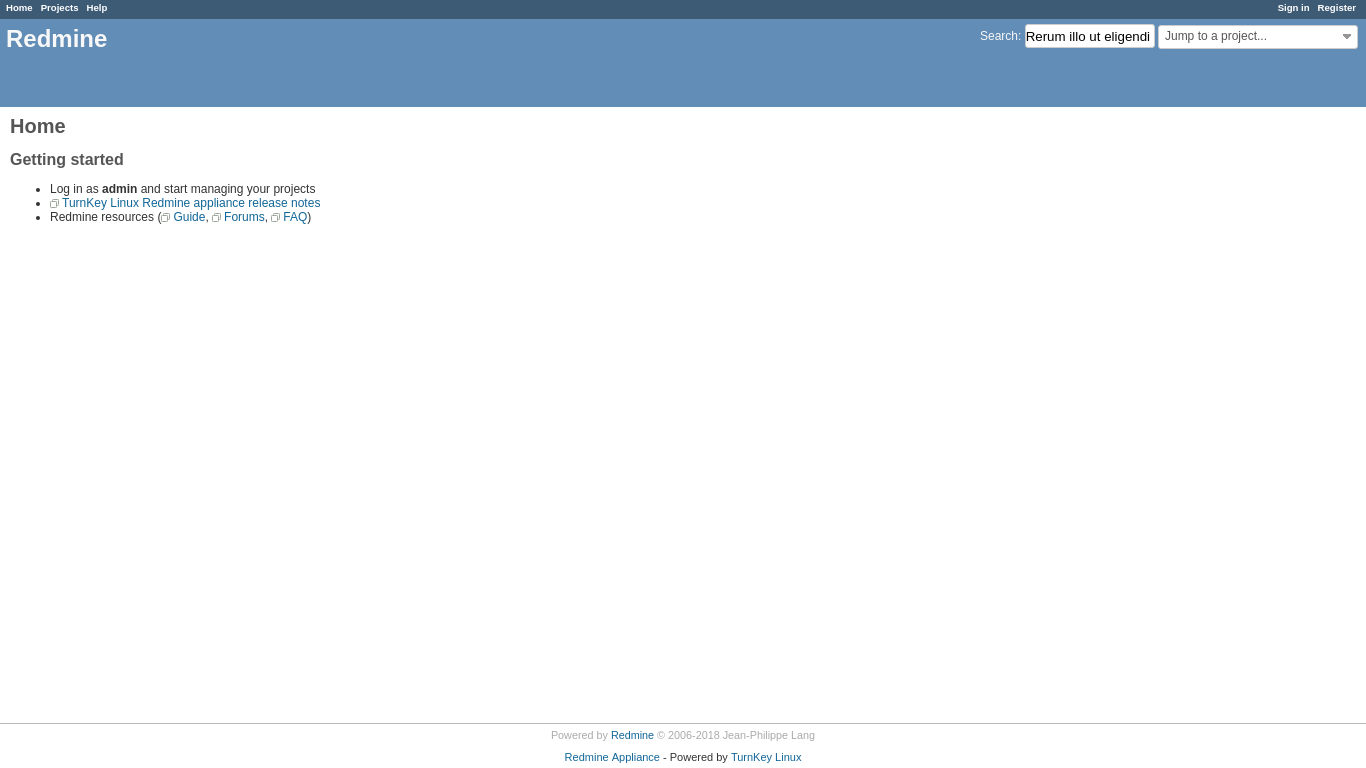 Home Projects Help Sign in Register
Redmine
Search: Rerum illo ut eligendi Jump to a project...
Home
Getting started
Log in as admin and start managing your projects
TurnKey Linux Redmine appliance release notes
Redmine resources (Guide, Forums, FAQ)
Powered by Redmine © 2006-2018 Jean-Philippe Lang
Redmine Appliance - Powered by TurnKey Linux